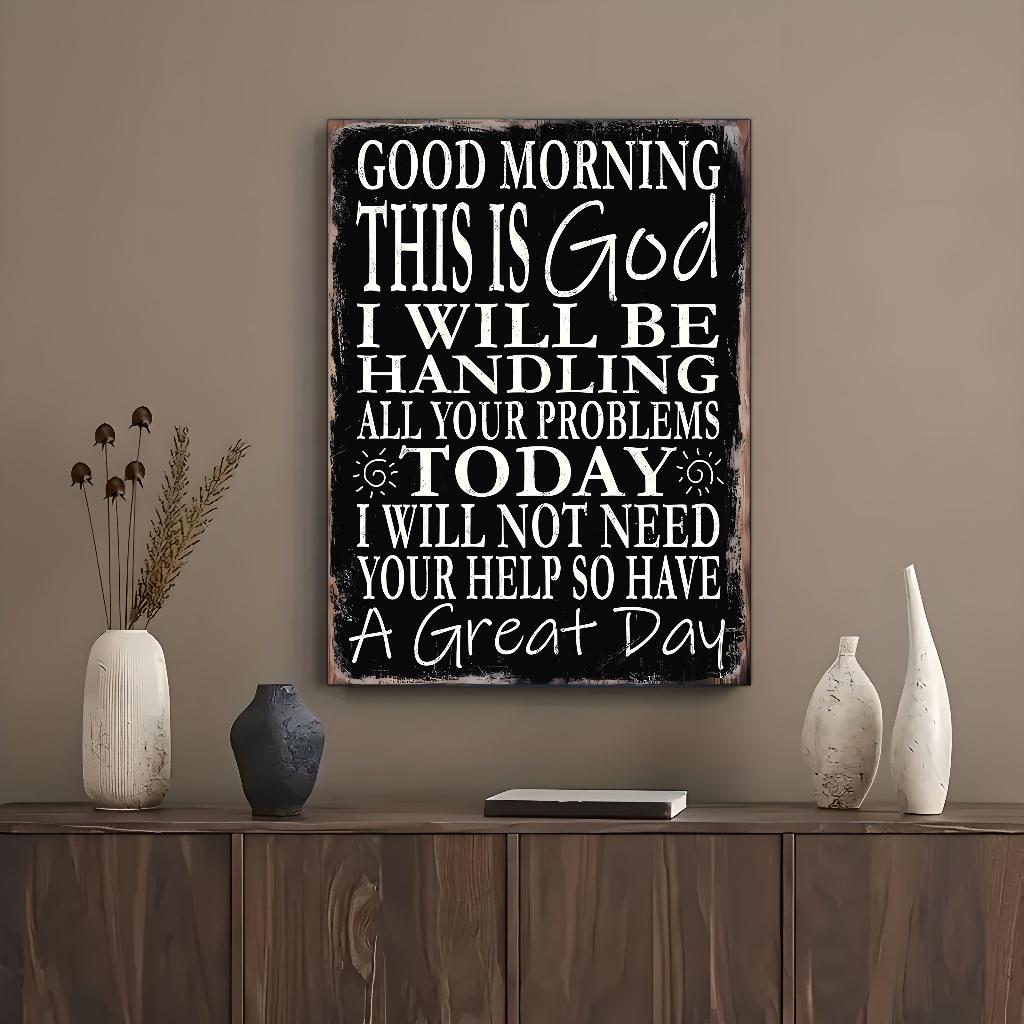 GOOD MORNING
THIS IS God
I WILL BE
HANDLING
ALL YOUR PROBLEMS
TODAY
I WILL NOT NEED
YOUR HELP SO HAVE
A Great Day